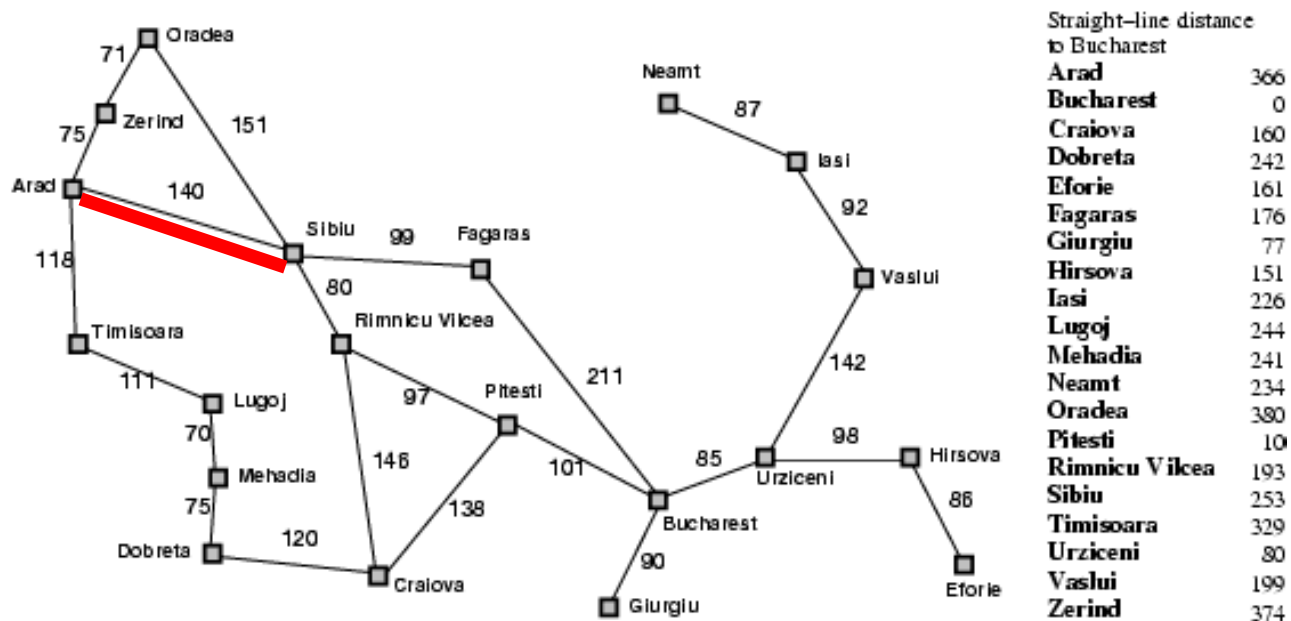 Oradea
71
Neamt
87
Zerind
151
75
Iasi
Arad
140
92
Sibiu
99
Fagaras
118
80
Vaslui
Timisoara
Rimnicu Vilcea
142
111
211
Lugoj
97
Pitesti
70
98
Hirsova
146
85
Mehadia
101
Urziceni
75
138
86
Bucharest
Dobreta
120
90
Craiova
Eforie
Giurgiu
Straight–line distance
to Bucharest
Arad 366
Bucharest 0
Craiova 160
Dobreta 242
Eforie 161
Fagaras 176
Giurgiu 77
Hirsova 151
Iasi 226
Lugoj 244
Mehadia 241
Neamt 234
Oradea 380
Pitesti 10
Rimnicu Vilcea 193
Sibiu 253
Timisoara 329
Urziceni 80
Vaslui 199
Zerind 374